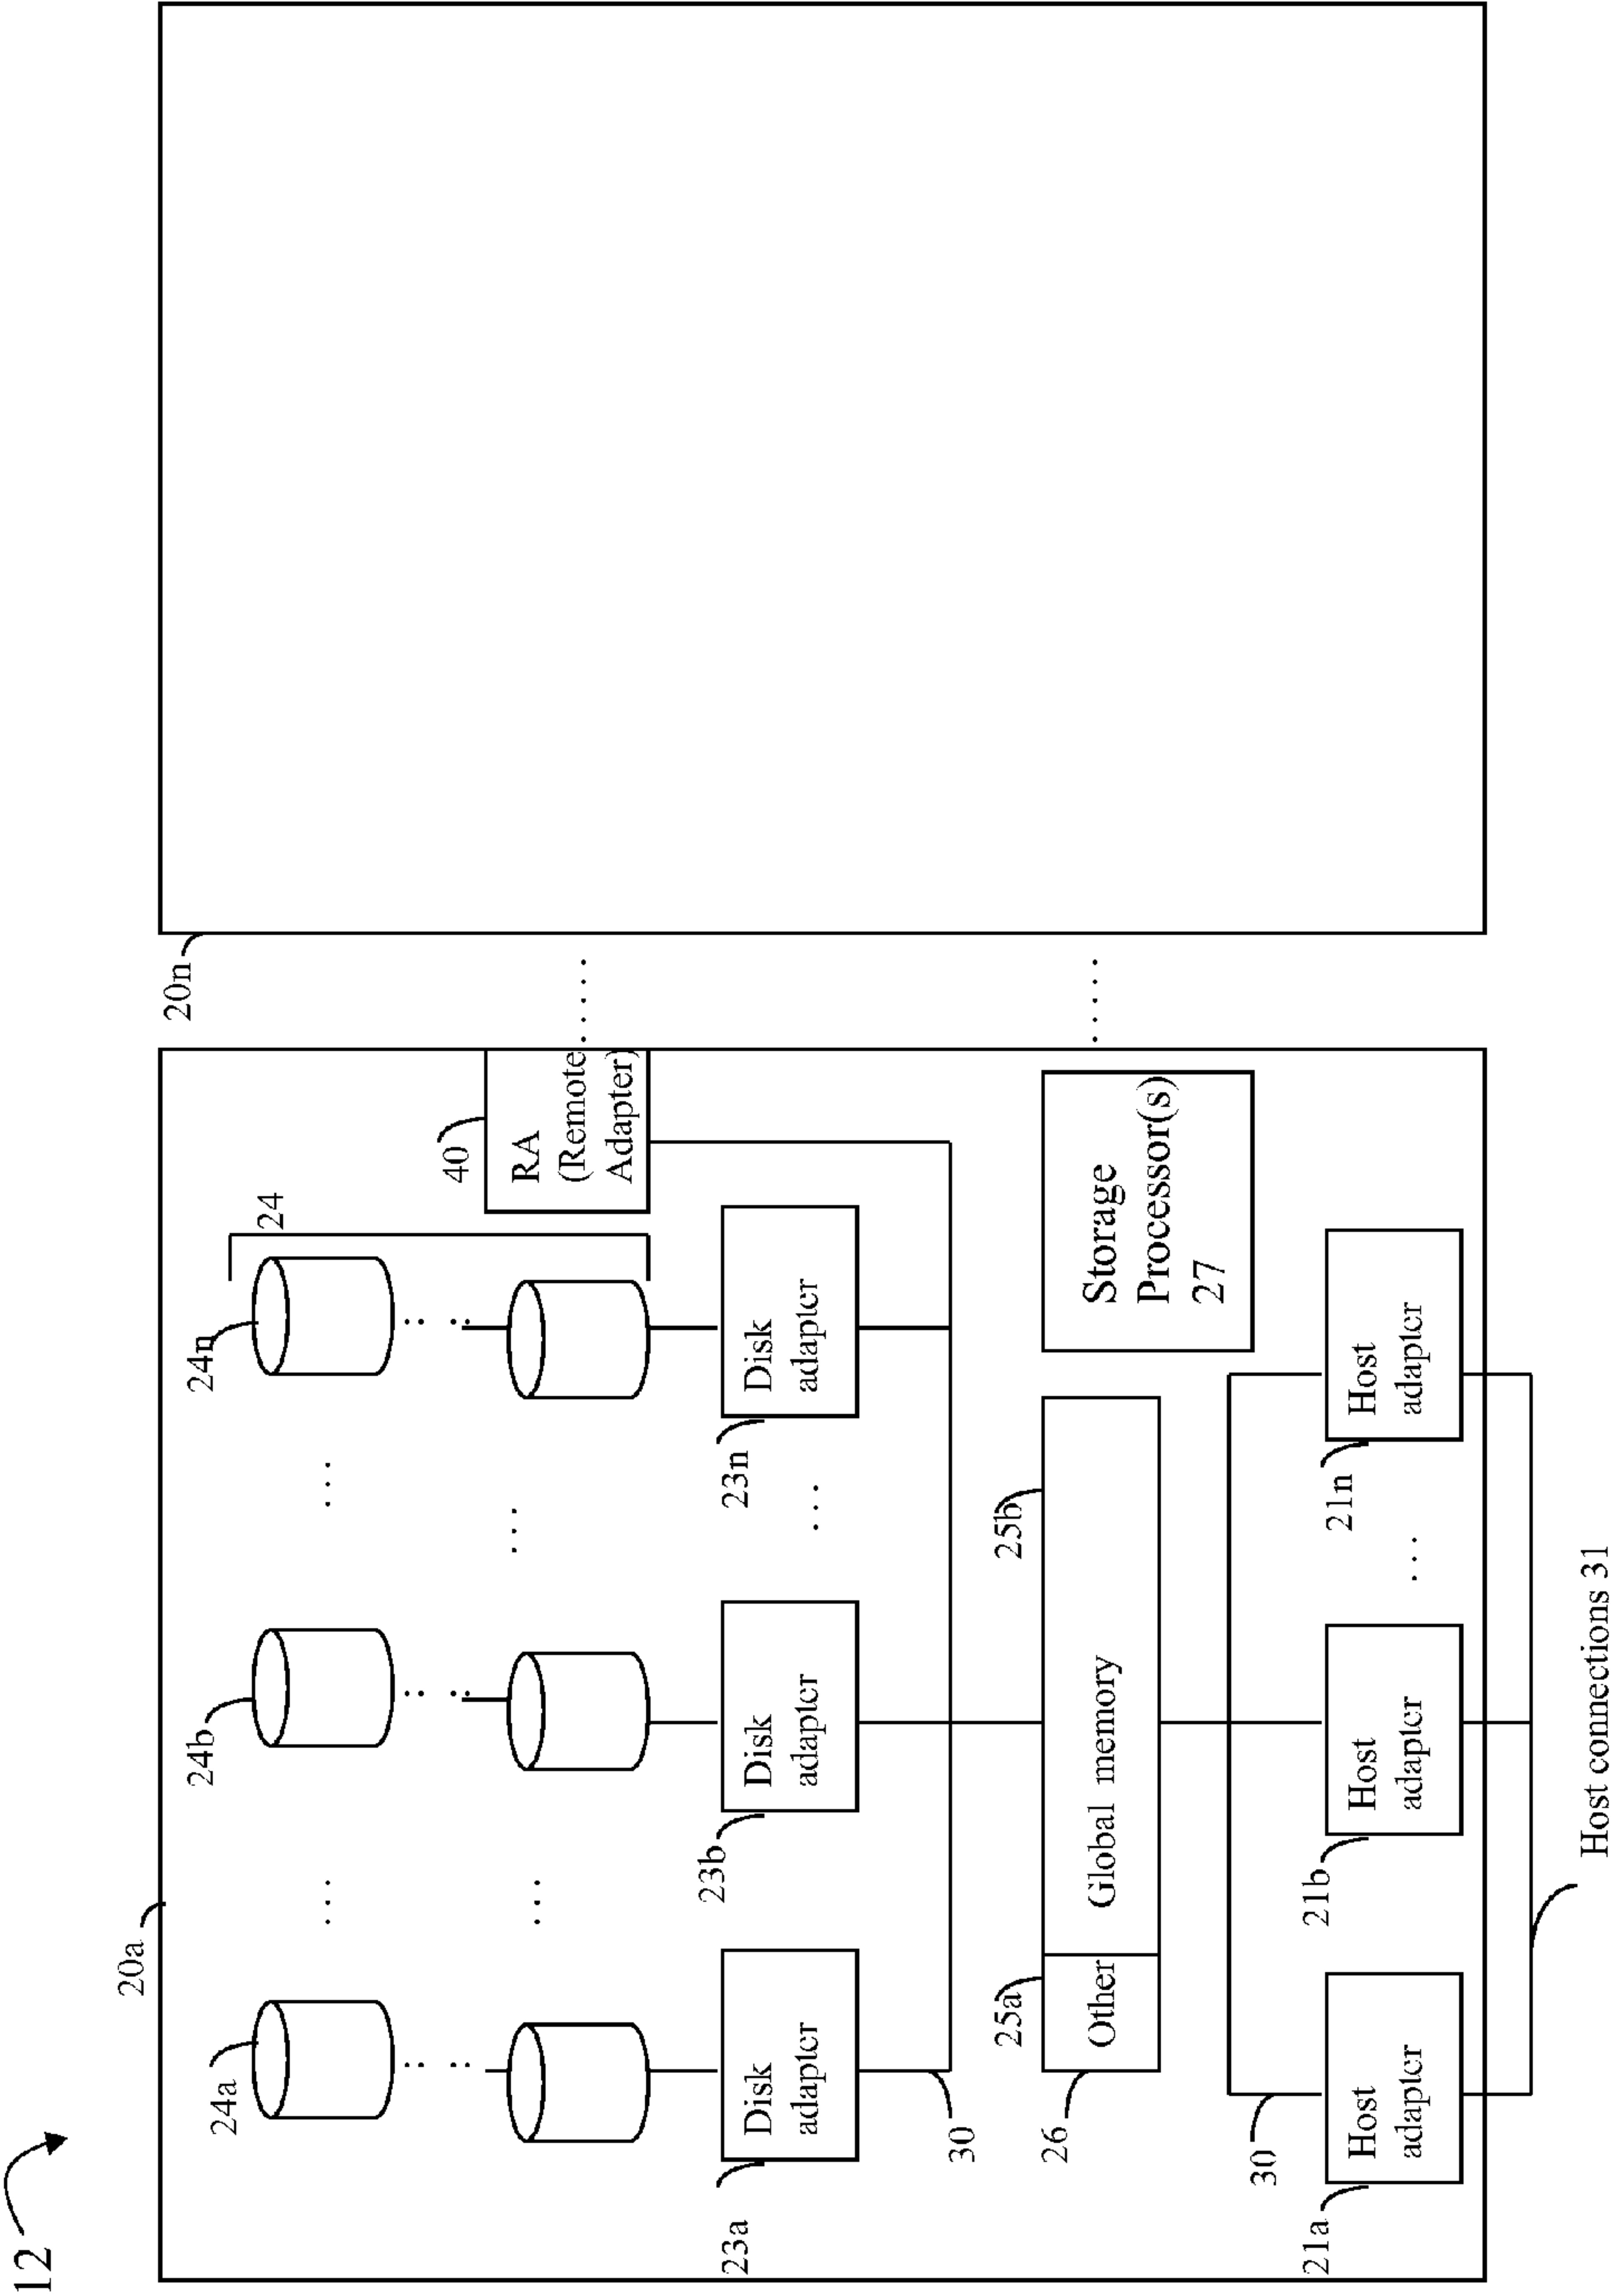 12
20a
20n
24a
24b
24n
24
40
RA
(Remote
Adapter)
23a
Disk
adapter
23b
Disk
adapter
23n
Disk
adapter
...
30
25a
25b
26
Other
Global memory
Storage
Processor(s)
27
30
21a
Host
adapter
21b
Host
adapter
21n
Host
adapter
...
Host connections 31